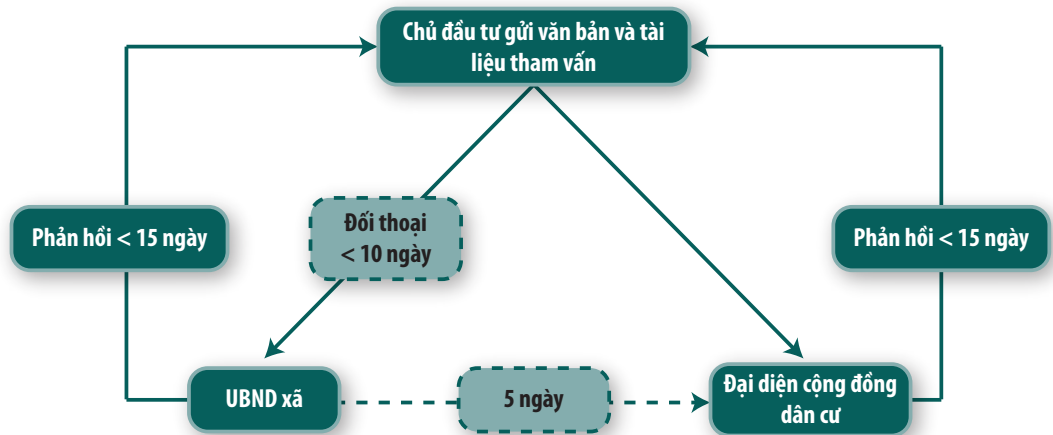 Chủ đầu tư gửi văn bản và tài
liệu tham vấn
Phản hồi < 15 ngày
Đối thoại
< 10 ngày
Phản hồi < 15 ngày
UBND xã
5 ngày
Đại diện cộng đồng
dân cư